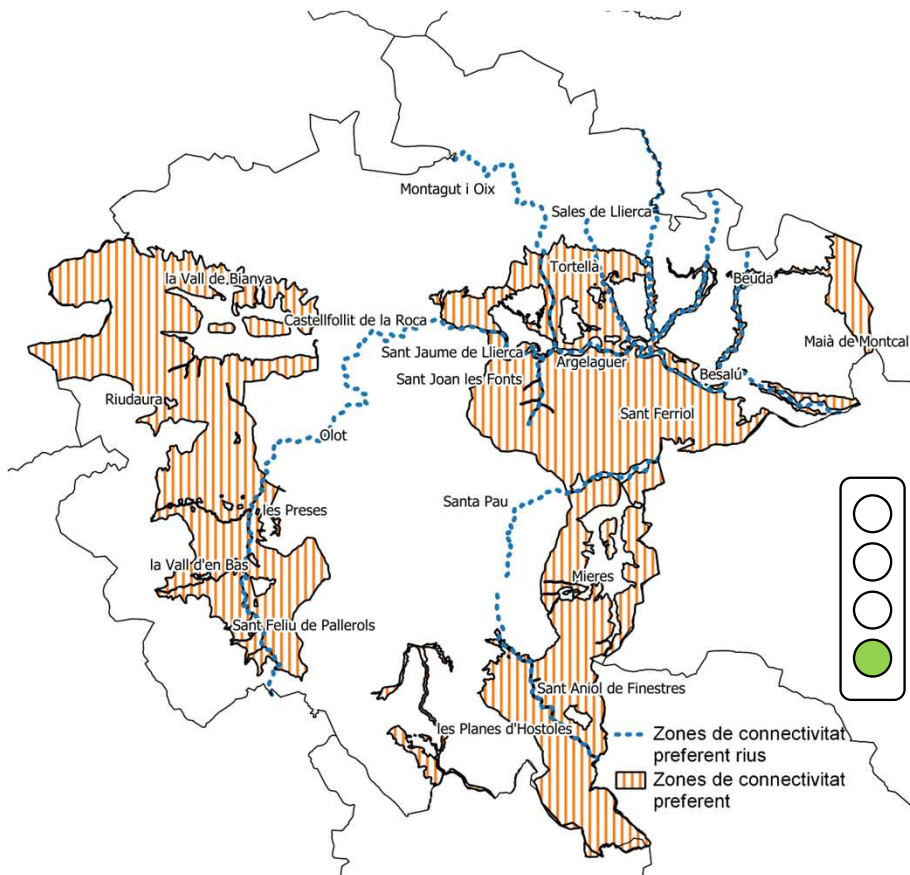 Montagut i Oix
Sales de Llierca
la Vall de Bianya
Tortellà
Beuda
Castellfollit de la Roca
Maià de Montcal
Sant Jaume de Llierca
Argelaguer
Besalú
Sant Joan les Fonts
Riudaura
Sant Ferriol
Olot
Santa Pau
les Preses
la Vall d'en Bas
Mieres
Sant Feliu de Pallerols
Sant Aniol de Finestres
les Planes d'Hostoles
Zones de connectivitat
preferent rius
Zones de connectivitat
preferent